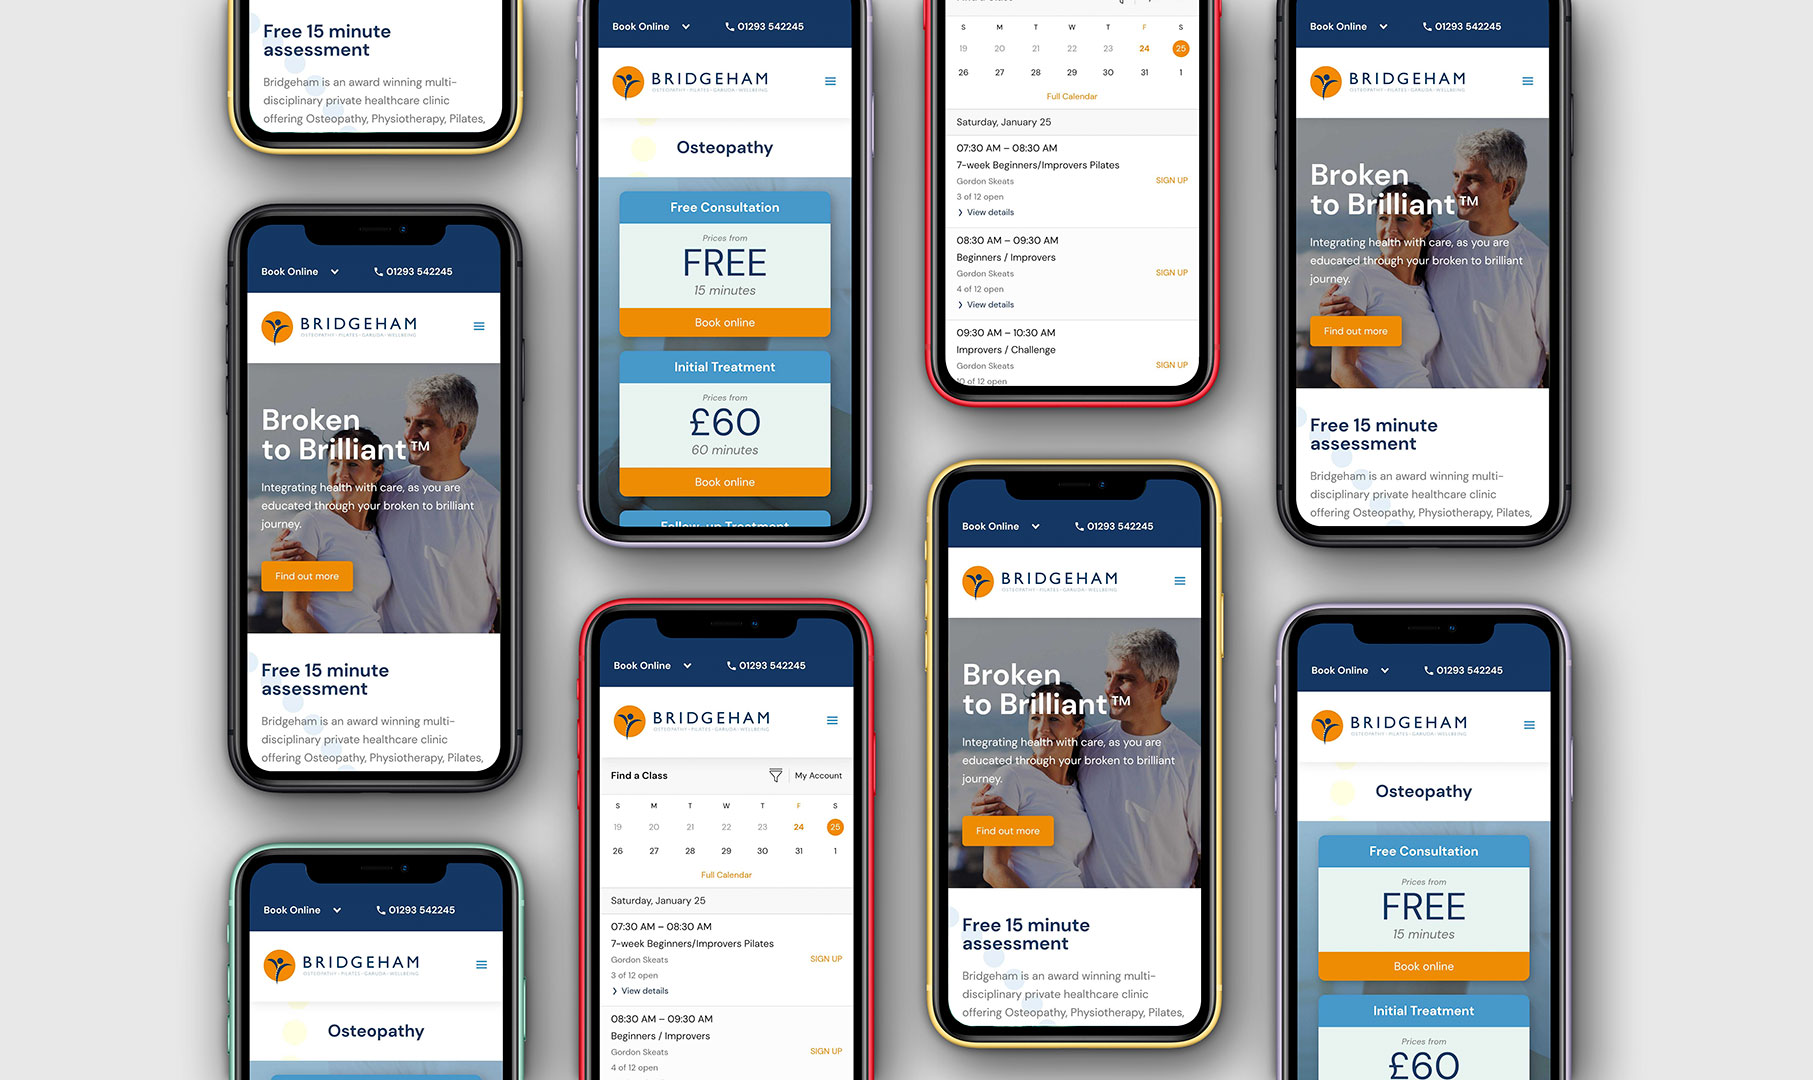 Free 15 minute
assessment
Bridgeham is an award winning multi-
disciplinary private healthcare clinic
offering Osteopathy, Physiotherapy, Pilates,
Book Online 01293 542245
BRIDGEHAM
OSTEOPATHY • PILATES • GARUDA • WELLBEING
Broken
to Brilliant™
Integrating health with care, as you are
educated through your broken to brilliant
journey.
Find out more
Free 15 minute
assessment
Bridgeham is an award winning multi-
disciplinary private healthcare clinic
offering Osteopathy, Physiotherapy, Pilates,
Book Online 01293 542245
BRIDGEHAM
OSTEOPATHY • PILATES • GARUDA • WELLBEING
Osteopathy
Book Online 01293 542245
BRIDGEHAM
OSTEOPATHY • PILATES • GARUDA • WELLBEING
Osteopathy
Free Consultation
Prices from
FREE
15 minutes
Book online
Initial Treatment
Prices from
£60
60 minutes
Book online
Follow-up Treatment
Book Online 01293 542245
BRIDGEHAM
OSTEOPATHY • PILATES • GARUDA • WELLBEING
Find a Class My Account
S M T W T F S
19 20 21 22 23 24 25
26 27 28 29 30 31 1
Full Calendar
Saturday, January 25
07:30 AM – 08:30 AM
7-week Beginners/Improvers Pilates
Gordon Skeats SIGN UP
3 of 12 open
View details
08:30 AM – 09:30 AM
Beginners / Improvers
Gordon Skeats SIGN UP
4 of 12 open
S M T W T F S
19 20 21 22 23 24 25
26 27 28 29 30 31 1
Full Calendar
Saturday, January 25
07:30 AM – 08:30 AM
7-week Beginners/Improvers Pilates
Gordon Skeats SIGN UP
3 of 12 open
View details
08:30 AM – 09:30 AM
Beginners / Improvers
Gordon Skeats SIGN UP
4 of 12 open
View details
09:30 AM – 10:30 AM
Improvers / Challenge
Gordon Skeats SIGN UP
10 of 12 open
Book Online 01293 542245
BRIDGEHAM
OSTEOPATHY • PILATES • GARUDA • WELLBEING
Broken
to Brilliant™
Integrating health with care, as you are
educated through your broken to brilliant
journey.
Find out more
Free 15 minute
assessment
Bridgeham is an award winning multi-
disciplinary private healthcare clinic
offering Osteopathy, Physiotherapy, Pilates,
Book Online 01293 542245
BRIDGEHAM
OSTEOPATHY • PILATES • GARUDA • WELLBEING
Broken
to Brilliant™
Integrating health with care, as you are
educated through your broken to brilliant
journey.
Find out more
Free 15 minute
assessment
Bridgeham is an award winning multi-
disciplinary private healthcare clinic
offering Osteopathy, Physiotherapy, Pilates,
Book Online 01293 542245
BRIDGEHAM
OSTEOPATHY • PILATES • GARUDA • WELLBEING
Osteopathy
Free Consultation
Prices from
FREE
15 minutes
Book online
Initial Treatment
Prices from
£60